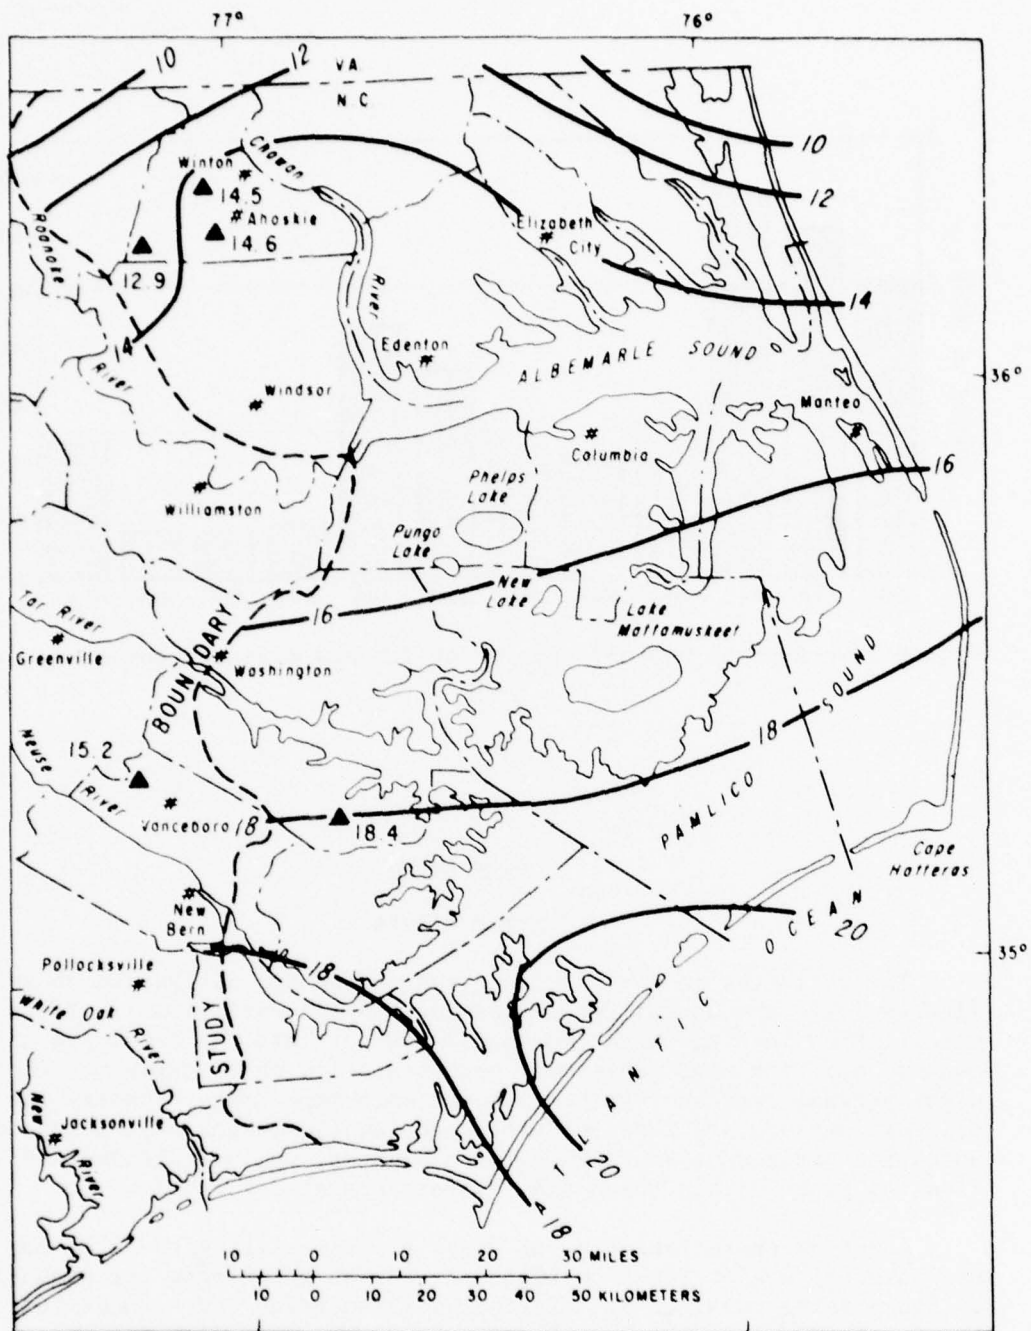 77° 76°
10 12 VA.
N.C.
10
12
Winton Chowan
14.5
Ahoskie
14.6
12.9
Roanoke
River
Elizabeth
City
14
14
River
Edenton
ALBEMARLE SOUND
36°
Windsor
Manteo
Columbia
16
Phelps
Lake
Williamston
Pungo
Lake
New
Lake
16
Lake
Mattamuskeet
Tar River
Greenville
Washington
BOUNDARY
SOUND
18
PAMLICO
15.2
Neuse
River
Vanceboro
18
18.4
Cape
Hatteras
New
Bern
18
20
35°
Pollocksville
White Oak
River
STUDY
ATLANTIC OCEAN
New
River
Jacksonville
20
18
10 0 10 20 30 MILES
10 0 10 20 30 40 50 KILOMETERS